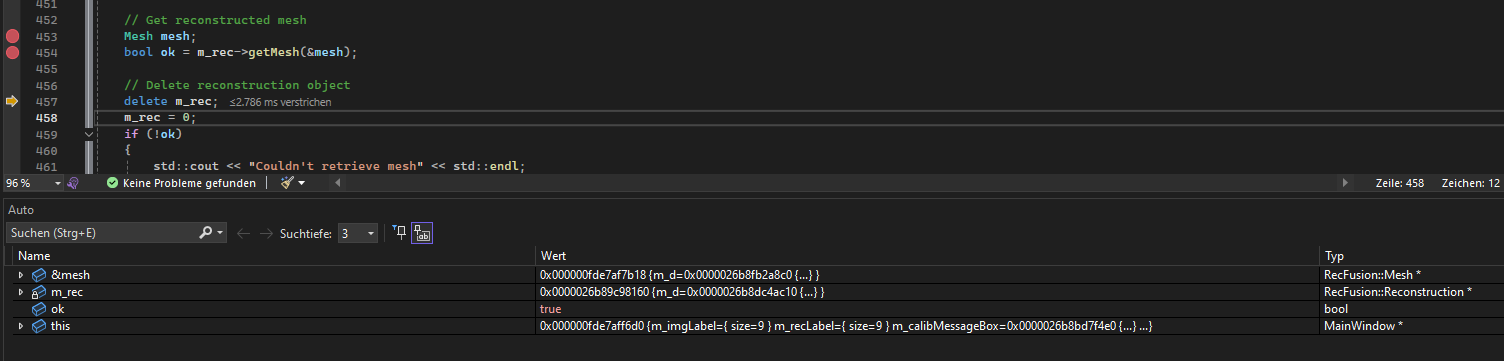 451
452 // Get reconstructed mesh
453 Mesh mesh;
454 bool ok = m_rec->getMesh(&mesh);
455
456 // Delete reconstruction object
457 delete m_rec; ≤2.786 ms verstrichen
458 m_rec = 0;
459 if (!ok)
460 {
461 std::cout << "Couldn't retrieve mesh" << std::endl;
96 % Keine Probleme gefunden Zeile: 458 Zeichen: 12
Auto
Suchen (Strg+E) Suchtiefe: 3
Name Wert Typ
&mesh 0x000000fde7af7b18 {m_d=0x0000026b8fb2a8c0 {...} } RecFusion::Mesh *
m_rec 0x0000026b89c98160 {m_d=0x0000026b8dc4ac10 {...} } RecFusion::Reconstruction *
ok true bool
this 0x000000fde7aff6d0 {m_imgLabel={ size=9 } m_recLabel={ size=9 } m_calibMessageBox=0x0000026b8bd7f4e0 {...} ...} MainWindow *